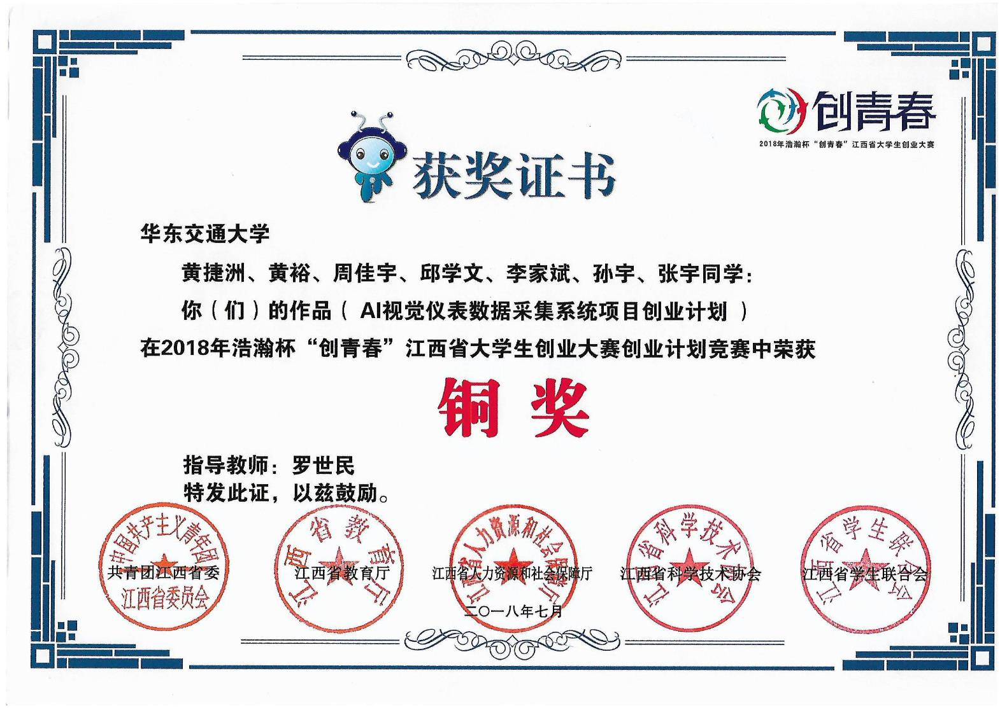 创青春
2018年浩瀚杯“创青春”江西省大学生创业大赛
获奖证书
华东交通大学
黄捷洲、黄裕、周佳宇、邱学文、李家斌、孙宇、张宇同学：
你（们）的作品（ AI视觉仪表数据采集系统项目创业计划 ）
在2018年浩瀚杯“创青春”江西省大学生创业大赛创业计划竞赛中荣获
铜 奖
指导教师：罗世民
特发此证，以兹鼓励。
中国共产主义青年团
江西省委员会
共青团江西省委
江西省教育厅
江西省教育厅
江西省人力资源和社会保障厅
江西省人力资源和社会保障厅
江西省科学技术协会
江西省科学技术协会
江西省学生联合会
江西省学生联合会
二〇一八年七月